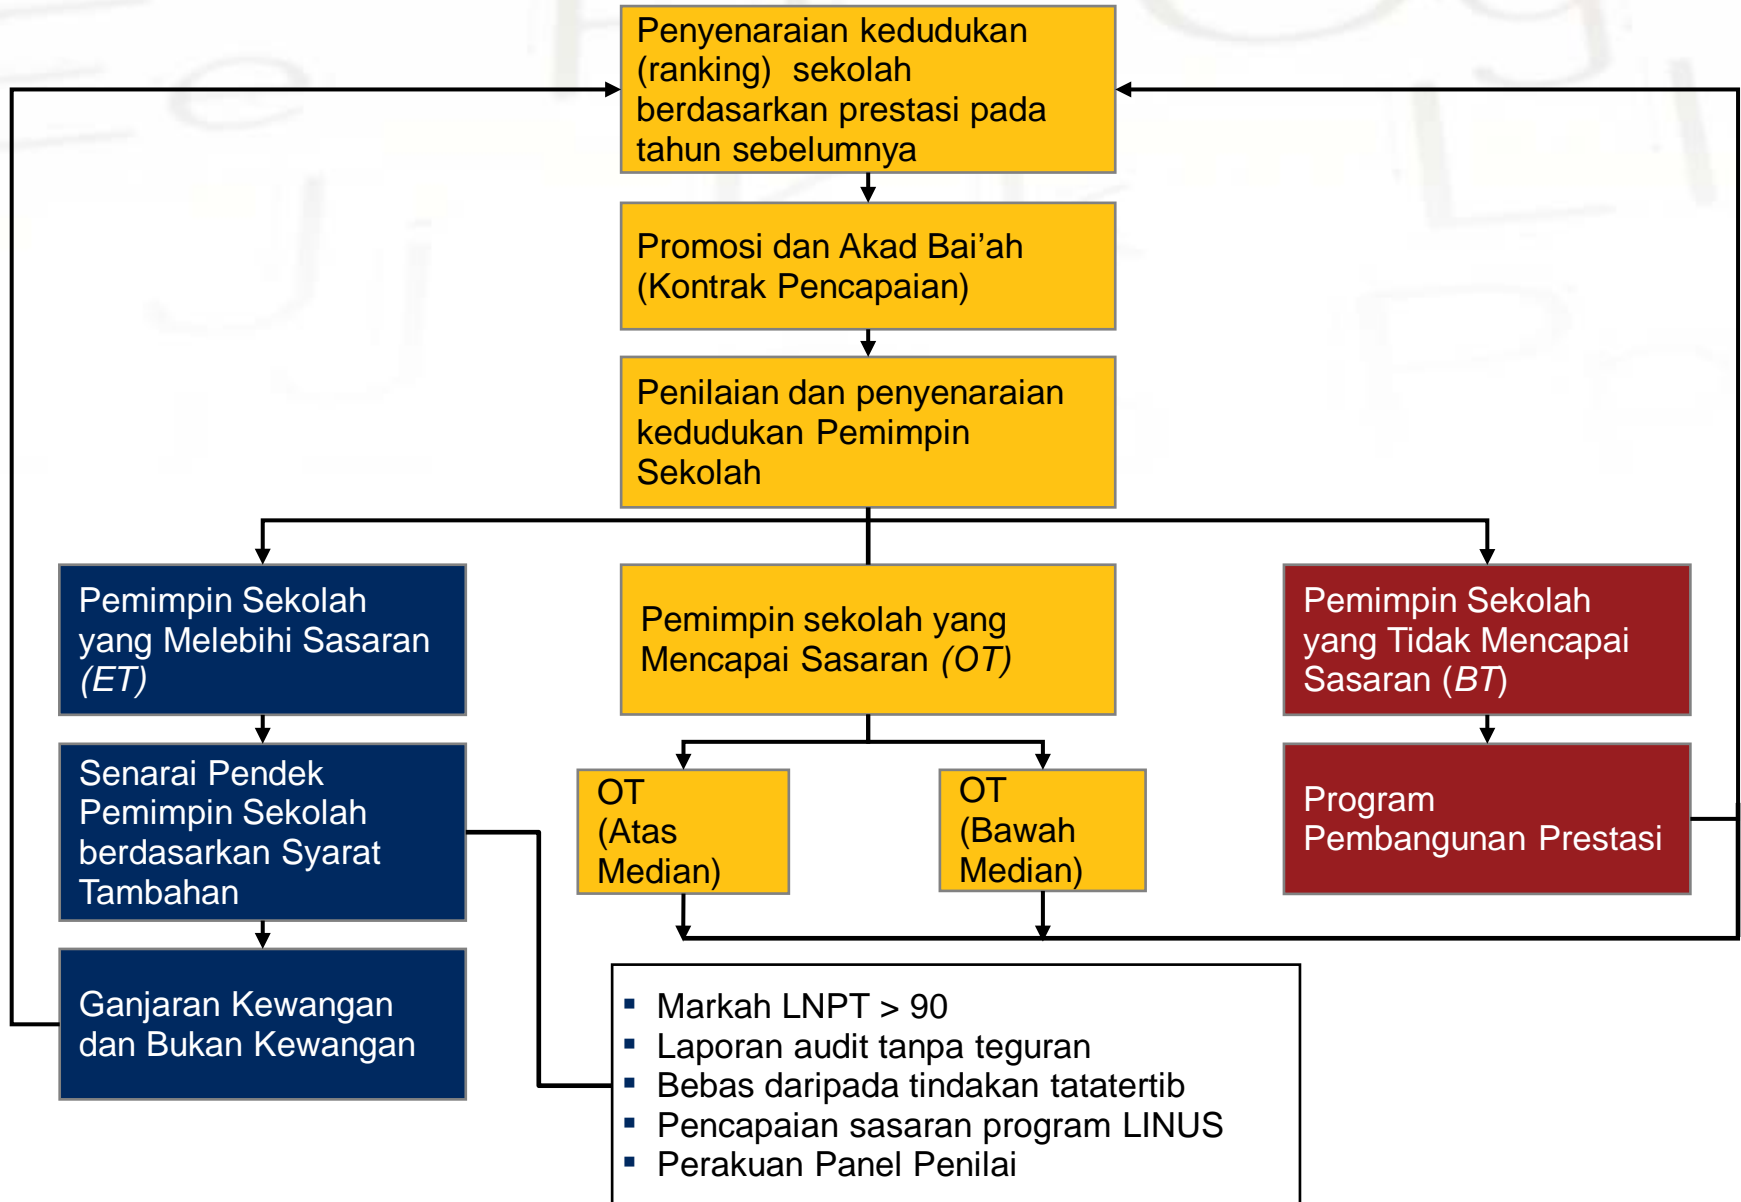 Penyenaraian kedudukan
(ranking) sekolah
berdasarkan prestasi pada
tahun sebelumnya
Promosi dan Akad Bai’ah
(Kontrak Pencapaian)
Penilaian dan penyenaraian
kedudukan Pemimpin
Sekolah
Pemimpin Sekolah
yang Melebihi Sasaran
(ET)
Pemimpin sekolah yang
Mencapai Sasaran (OT)
Pemimpin Sekolah
yang Tidak Mencapai
Sasaran (BT)
Senarai Pendek
Pemimpin Sekolah
berdasarkan Syarat
Tambahan
OT
(Atas
Median)
OT
(Bawah
Median)
Program
Pembangunan Prestasi
Ganjaran Kewangan
dan Bukan Kewangan
▪ Markah LNPT > 90
▪ Laporan audit tanpa teguran
▪ Bebas daripada tindakan tatatertib
▪ Pencapaian sasaran program LINUS
▪ Perakuan Panel Penilai